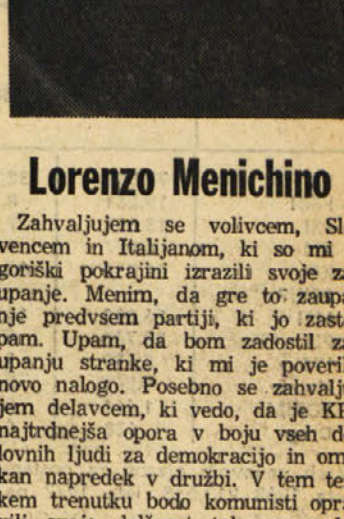 Lorenzo Menichino
Zahvaljujem se volivcem, Sl
vencem in Italijanom, ki so mi
goriški pokrajini izrazili svoje za
upanje. Menim, da gre to zaupa
nje predvsem partiji, ki jo zast
pam. Upam, da bom zadostil za
upanju stranke, ki mi je poveril
novo nalogo. Posebno se zahvalj
jem delavcem, ki vedo, da je KP
najtrdnejša opora v boju vseh d
lovnih ljudi za demokracijo in om
kan napredek v družbi. V tem te
kem trenutku bodo komunisti opra